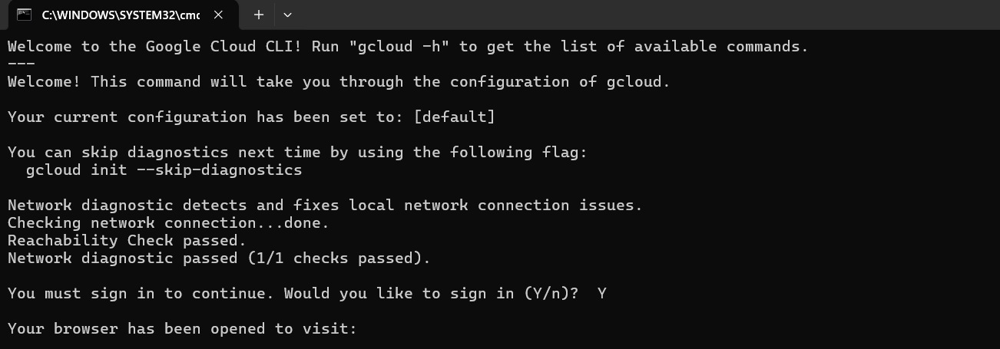 C:\WINDOWS\SYSTEM32\cmd
Welcome to the Google Cloud CLI! Run "gcloud -h" to get the list of available commands.
---
Welcome! This command will take you through the configuration of gcloud.
Your current configuration has been set to: [default]
You can skip diagnostics next time by using the following flag:
gcloud init --skip-diagnostics
Network diagnostic detects and fixes local network connection issues.
Checking network connection...done.
Reachability Check passed.
Network diagnostic passed (1/1 checks passed).
You must sign in to continue. Would you like to sign in (Y/n)?  Y
Your browser has been opened to visit: